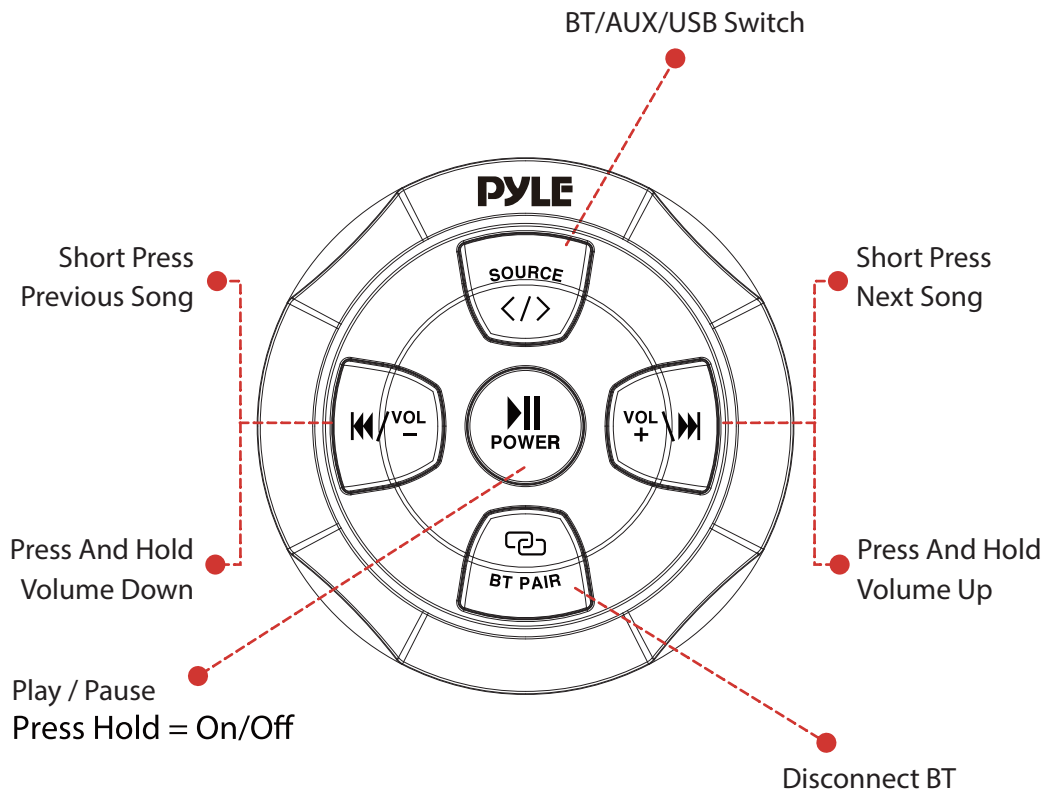 BT/AUX/USB Switch
PYLE
Short Press
Previous Song
SOURCE
</>
Short Press
Next Song
VOL
-
POWER
VOL
+
Press And Hold
Volume Down
BT PAIR
Press And Hold
Volume Up
Play / Pause
Press Hold = On/Off
Disconnect BT